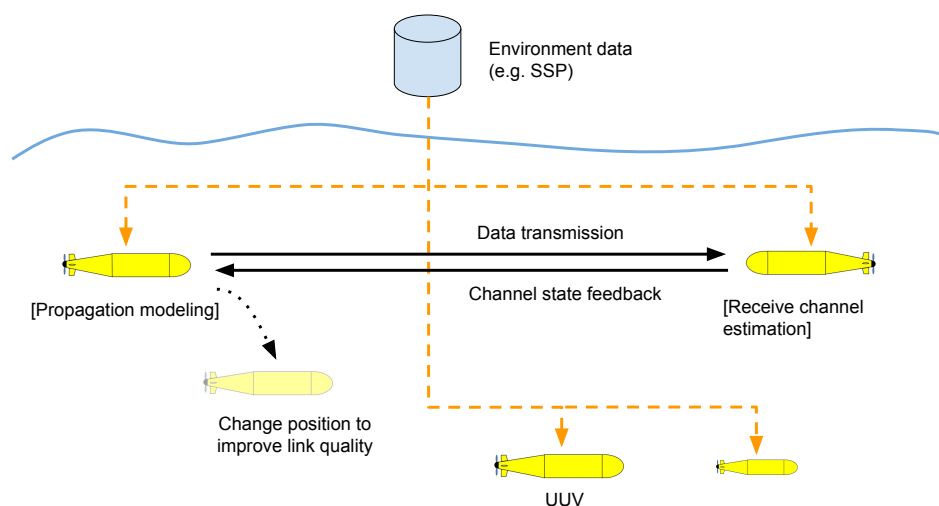 Environment data
(e.g. SSP)
Data transmission
Channel state feedback
[Propagation modeling]
[Receive channel
estimation]
Change position to
improve link quality
UUV